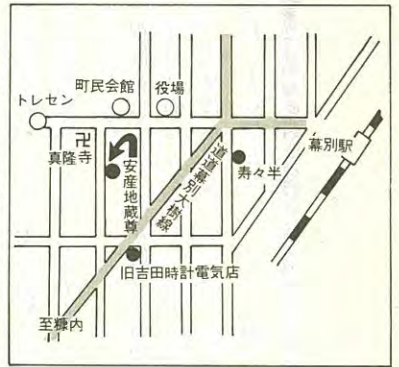 町民会館
役場
トレセン
真隆寺
安産地蔵尊
道道幕別大樹線
寿々半
幕別駅
旧吉田時計電気店
至糠内